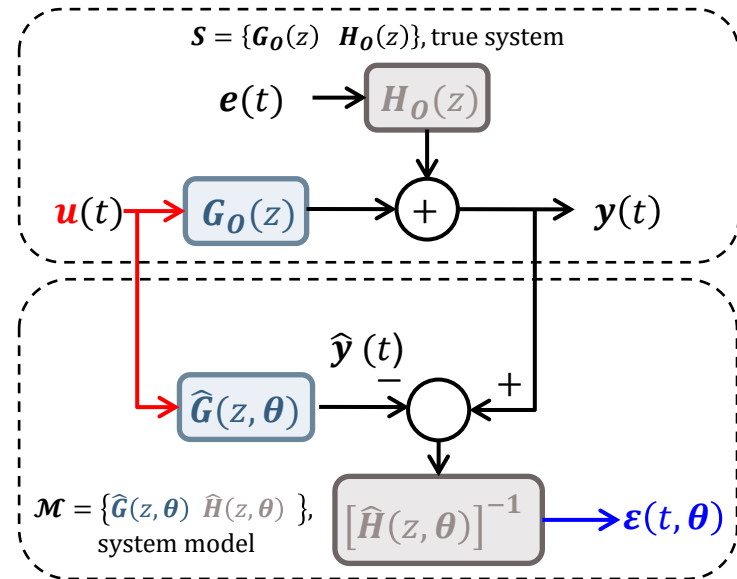 S = {G_O(z) H_O(z)}, true system
e(t)
H_O(z)
u(t)
G_O(z)
+
y(t)
ŷ (t)
−
+
Ĝ(z, θ)
ℳ = {Ĝ(z, θ) Ĥ(z, θ) },
system model
[Ĥ(z, θ)]⁻¹
ε(t, θ)